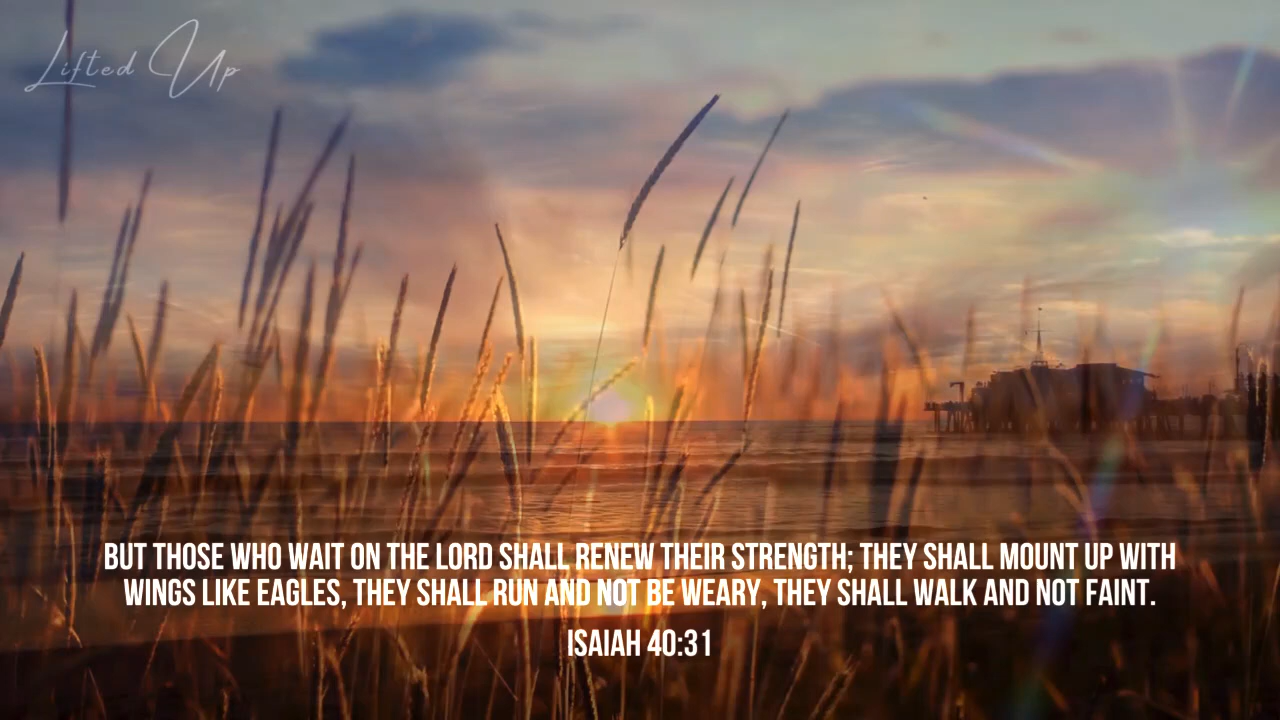 Lifted Up
BUT THOSE WHO WAIT ON THE LORD SHALL RENEW THEIR STRENGTH; THEY SHALL MOUNT UP WITH
WINGS LIKE EAGLES, THEY SHALL RUN AND NOT BE WEARY, THEY SHALL WALK AND NOT FAINT.
ISAIAH 40:31